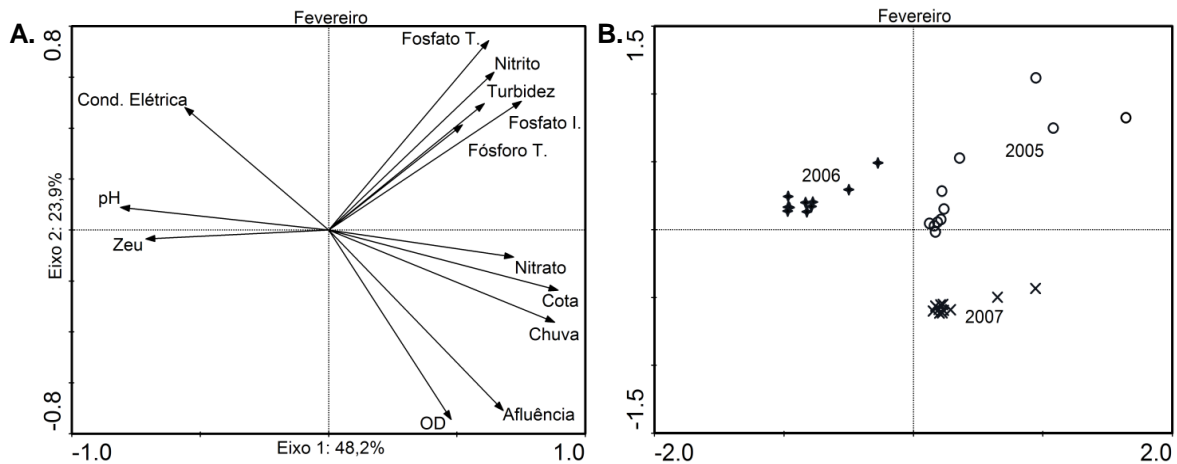 A.
Fevereiro
0.8
Fosfato T.
Nitrito
Turbidez
Cond. Elétrica
Fosfato I.
Fósforo T.
pH
Zeu
Eixo 2: 23,9%
Nitrato
Cota
Chuva
Afluência
OD
-0.8
-1.0
Eixo 1: 48,2%
1.0
B.
Fevereiro
1.5
2005
2006
2007
-1.5
-2.0
2.0